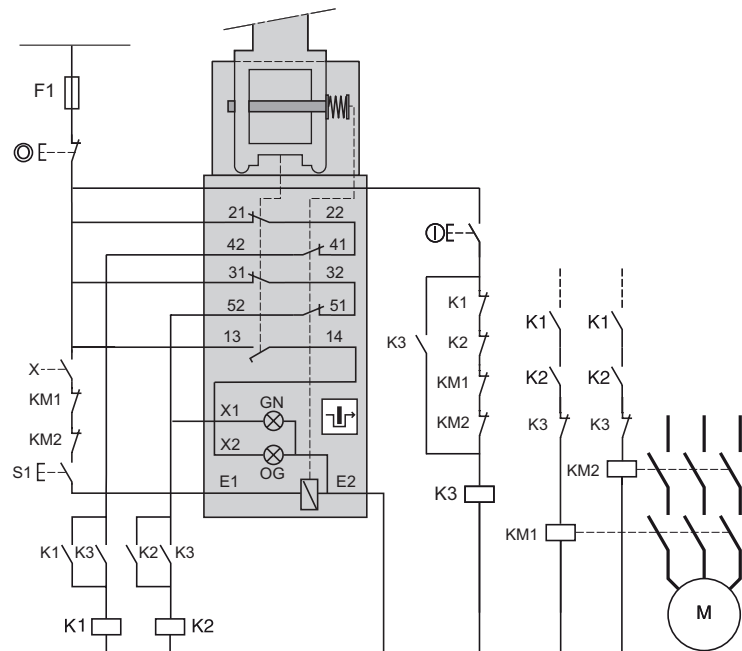 F1
21 22
42 41
31 32
52 51
13 14
K1
K3 K2
K1 K1
X
KM1
KM1
K2 K2
X1 GN
KM2
K3 K3
KM2
X2
KM2
S1
OG
E1 E2
K3
KM1
K1 K3 K2 K3
M
K1 K2